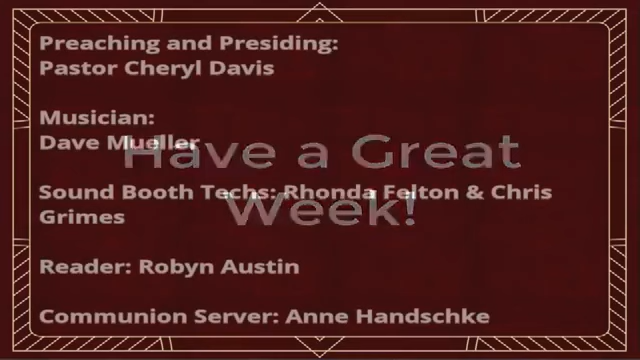 Preaching and Presiding:
Pastor Cheryl Davis
Musician:
Dave Mueller
Have a Great
Week!
Sound Booth Techs: Rhonda Felton & Chris
Grimes
Reader: Robyn Austin
Communion Server: Anne Handschke